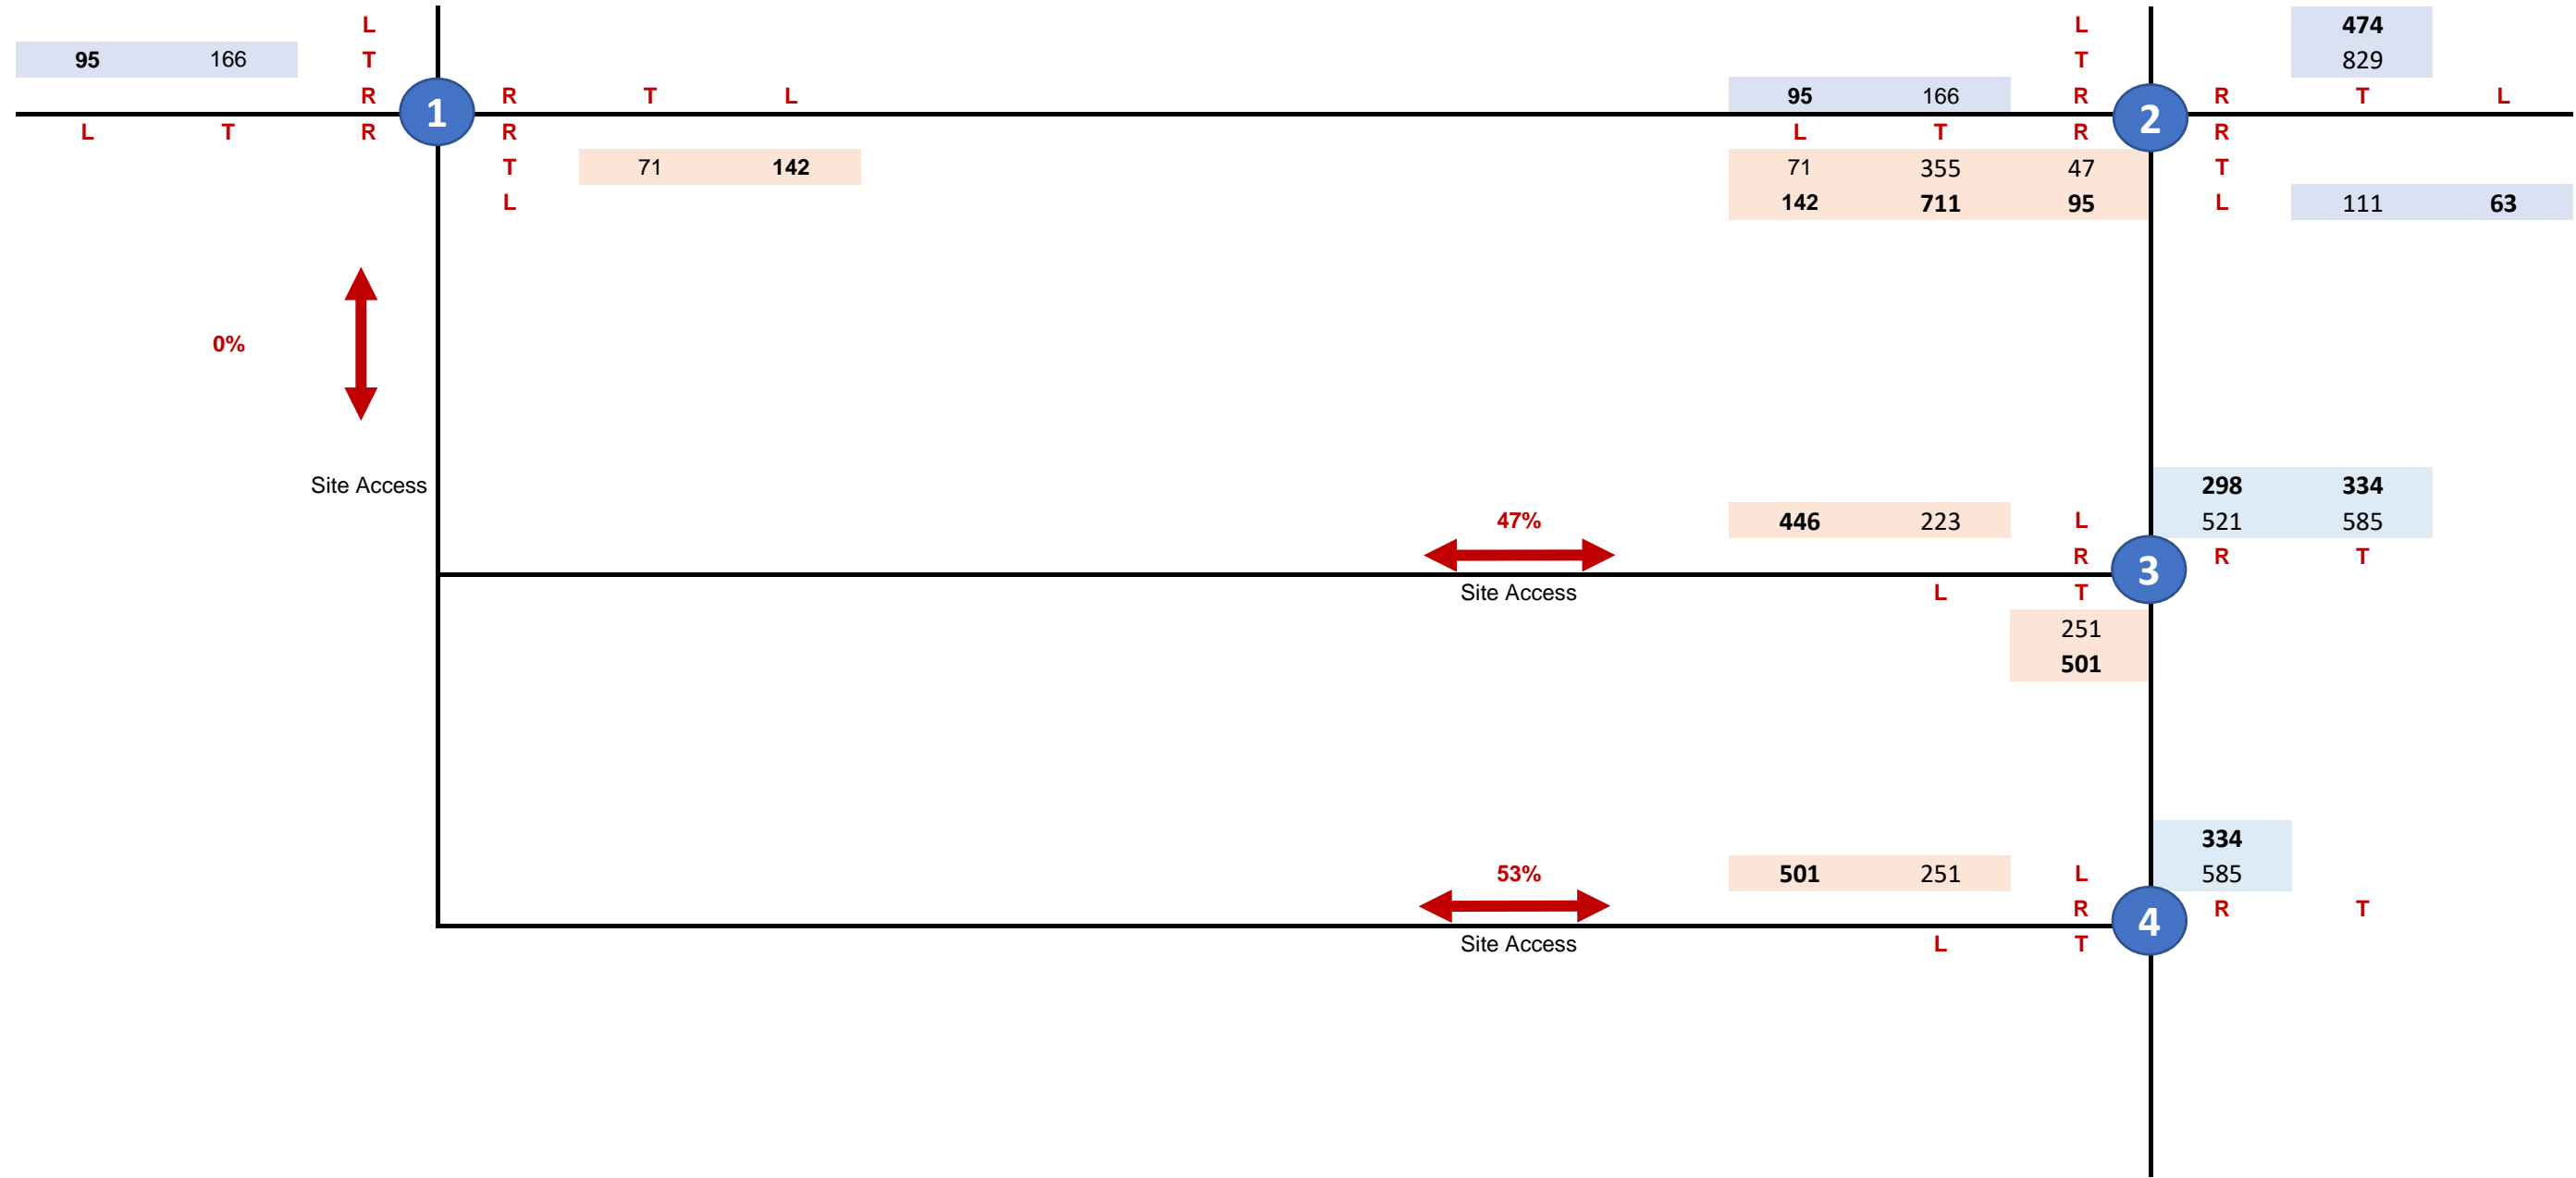 L 474
95 166 T T 829
R 1 R T L 95 166 R 2 R T L
L T R R L T R R
T 71 142 71 355 47 T
L 142 711 95 L 111 63
0%
Site Access 298 334
47% 446 223 L 521 585
R 3 R T
Site Access L T
251
501
334
53% 501 251 L 585
R 4 R T
Site Access L T